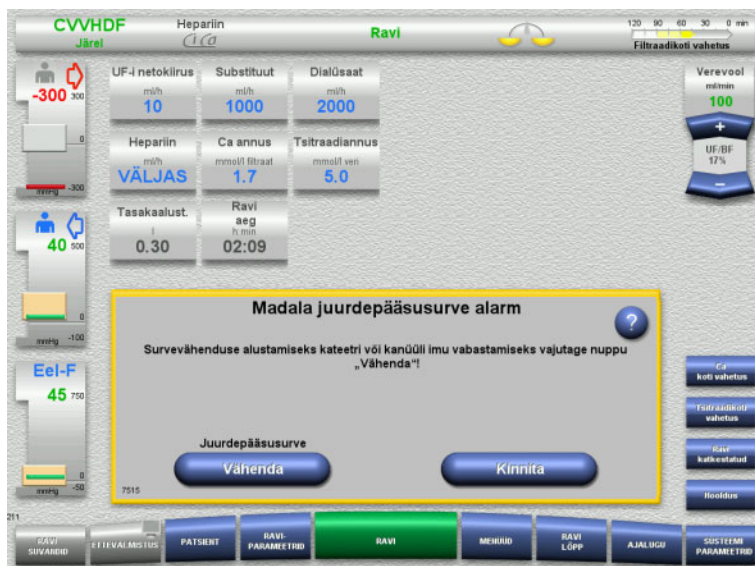 CVVHDF
Järel
Hepariin
Ci Ca
Ravi
120 90 60 30 0 min
Filtraadikoti vahetus
-300
300
0
-300
mmHg
UF-i netokiirus
ml/h
10
Substituut
ml/h
1000
Dialüsaat
ml/h
2000
Verevool
ml/min
100
+
UF/BF
17%
−
Hepariin
ml/h
VÄLJAS
Ca annus
mmol/l filtraat
1.7
Tsitraadiannus
mmol/l veri
5.0
Tasakaalust.
l
0.30
Ravi
aeg
h:min
02:09
40
500
0
mmHg
-100
Madala juurdepääsusurve alarm
?
Survevähenduse alustamiseks kateetri või kanüüli imu vabastamiseks vajutage nuppu
„Vähenda“!
Eel-F
45
750
0
mmHg
-50
Juurdepääsusurve
Vähenda
Kinnita
7515
Ca
koti vahetus
Tsitraadikoti
vahetus
Ravi
katkestatud
Hooldus
211
RAVI
SUVANDID
ETTEVALMISTUS
PATSIENT
RAVI-
PARAMEETRID
RAVI
MENÜÜD
RAVI
LÕPP
AJALUGU
SÜSTEEMI
PARAMEETRID